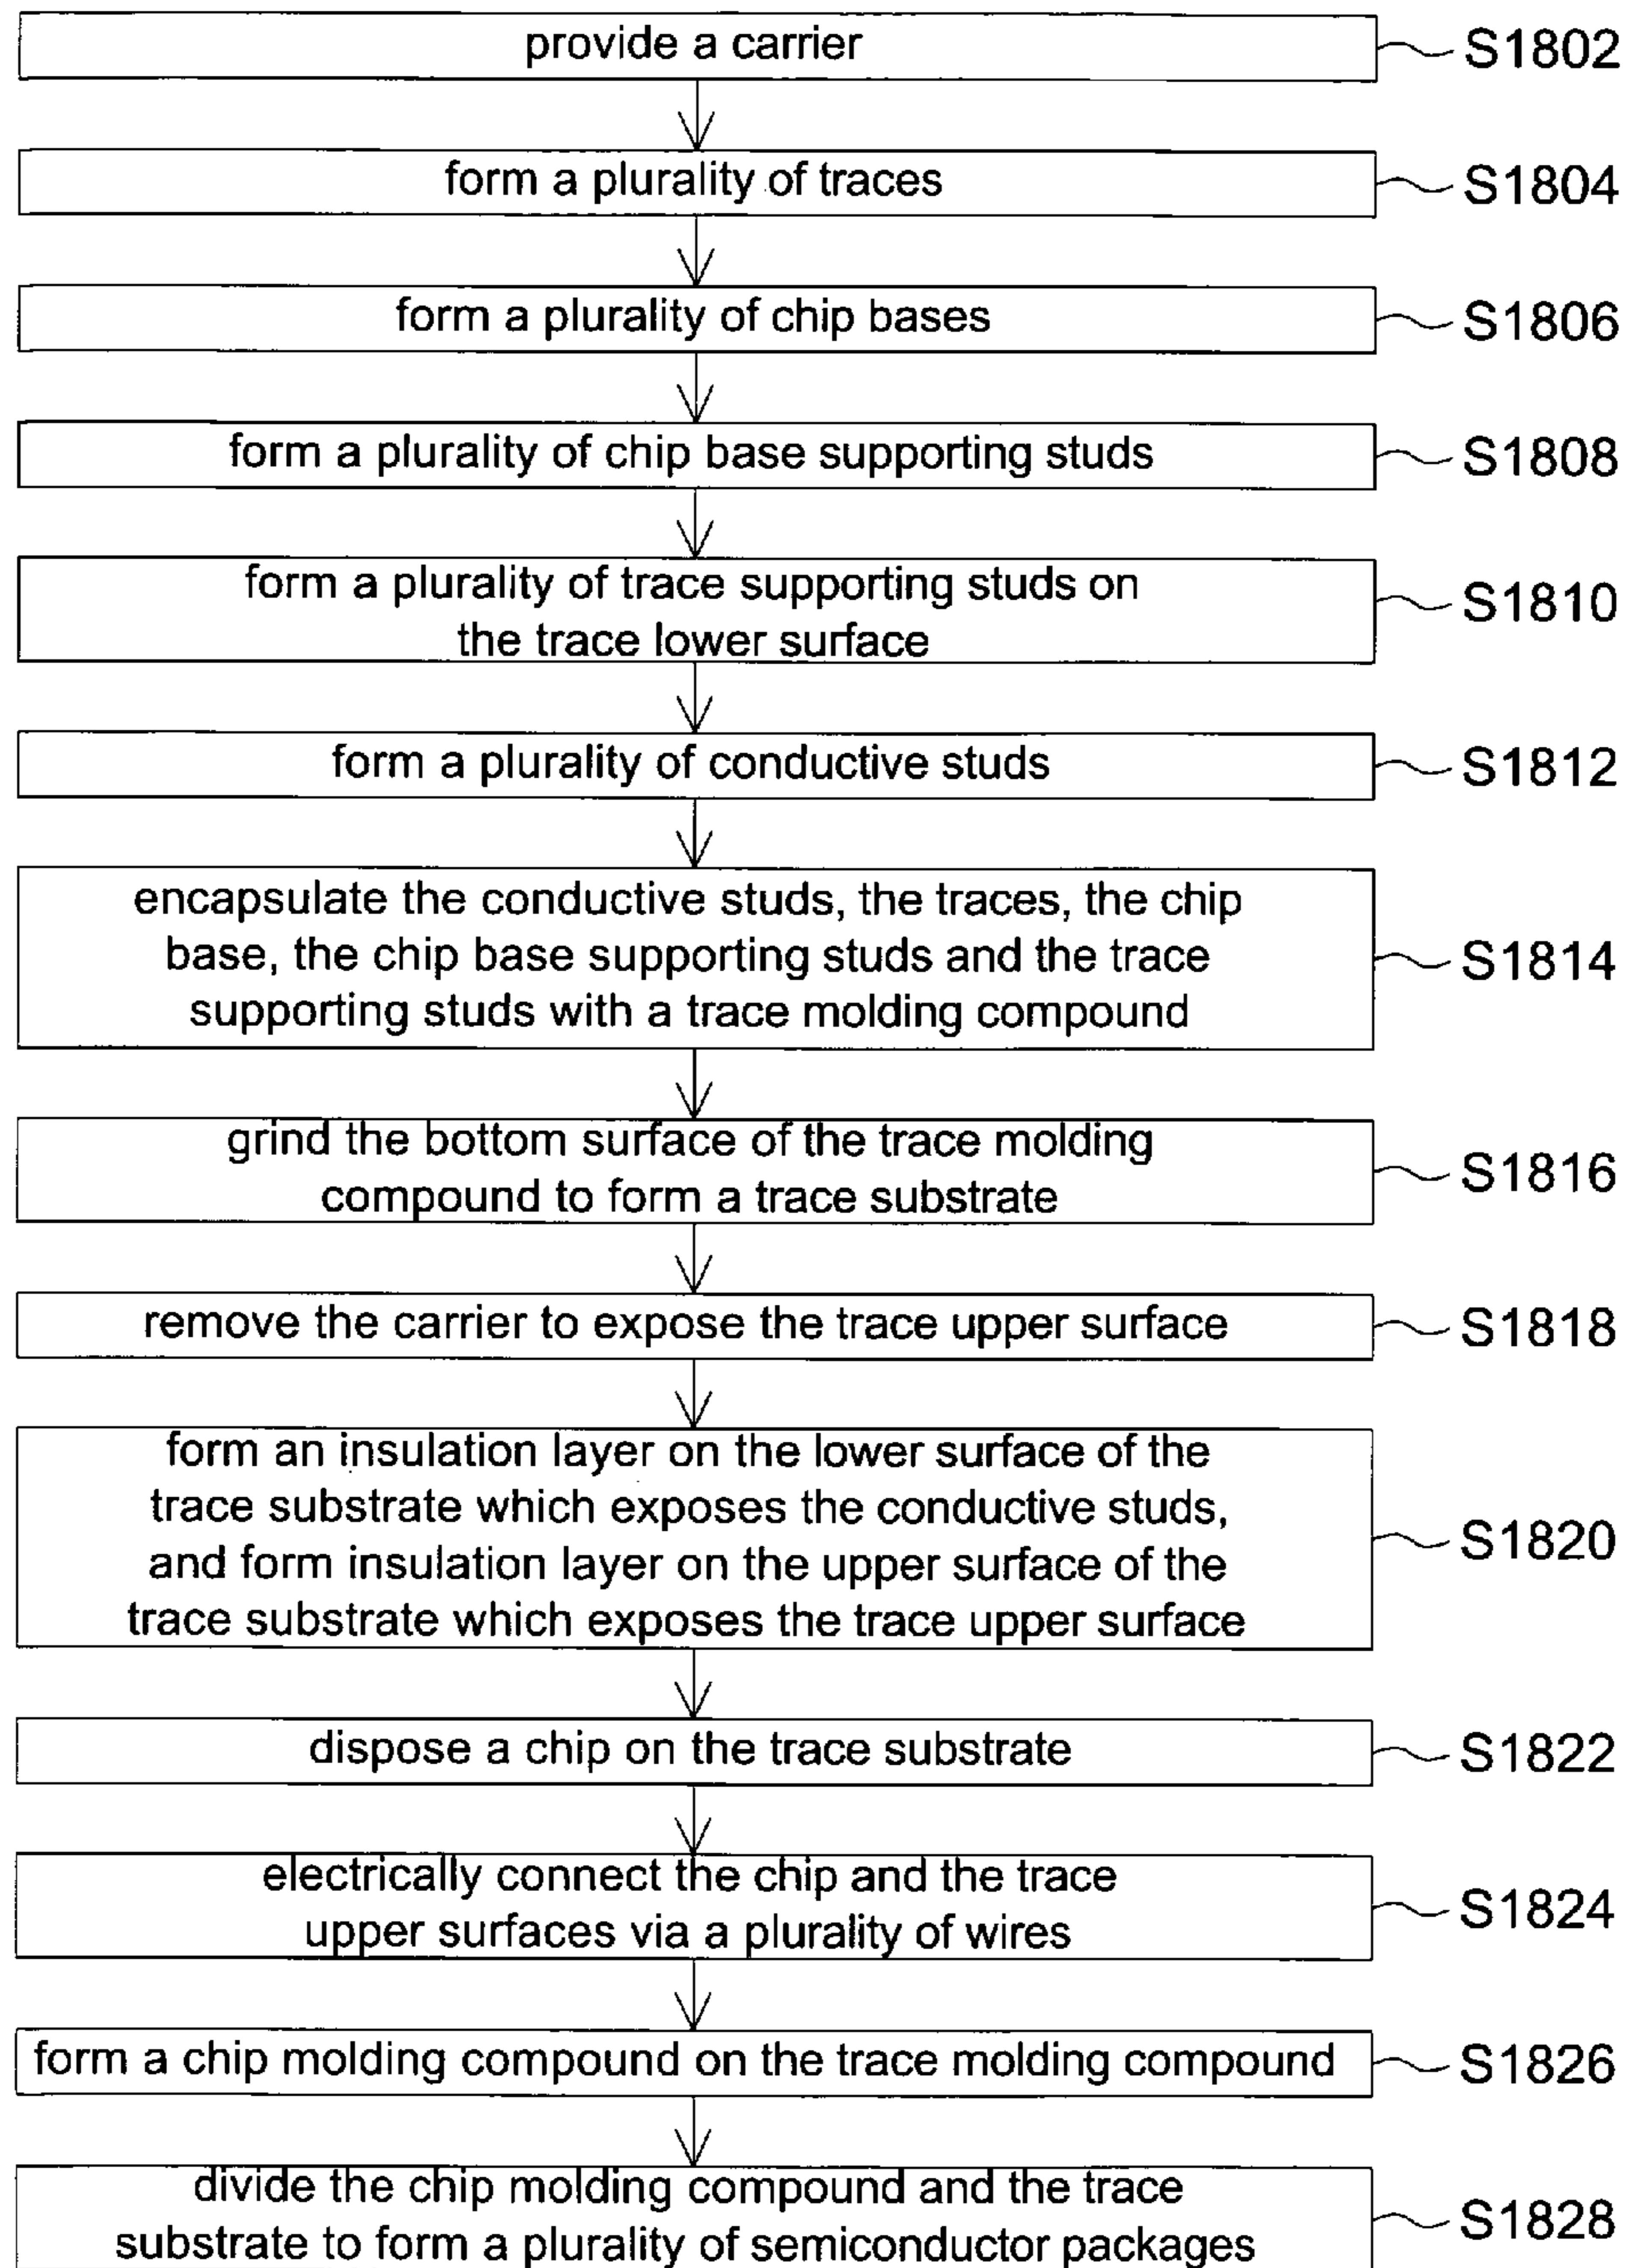 provide a carrier S1802
form a plurality of traces S1804
form a plurality of chip bases S1806
form a plurality of chip base supporting studs S1808
form a plurality of trace supporting studs on
the trace lower surface
S1810
form a plurality of conductive studs S1812
encapsulate the conductive studs, the traces, the chip
base, the chip base supporting studs and the trace
supporting studs with a trace molding compound
S1814
grind the bottom surface of the trace molding
compound to form a trace substrate
S1816
remove the carrier to expose the trace upper surface S1818
form an insulation layer on the lower surface of the
trace substrate which exposes the conductive studs,
and form insulation layer on the upper surface of the
trace substrate which exposes the trace upper surface
S1820
dispose a chip on the trace substrate S1822
electrically connect the chip and the trace
upper surfaces via a plurality of wires
S1824
form a chip molding compound on the trace molding compound S1826
divide the chip molding compound and the trace
substrate to form a plurality of semiconductor packages
S1828